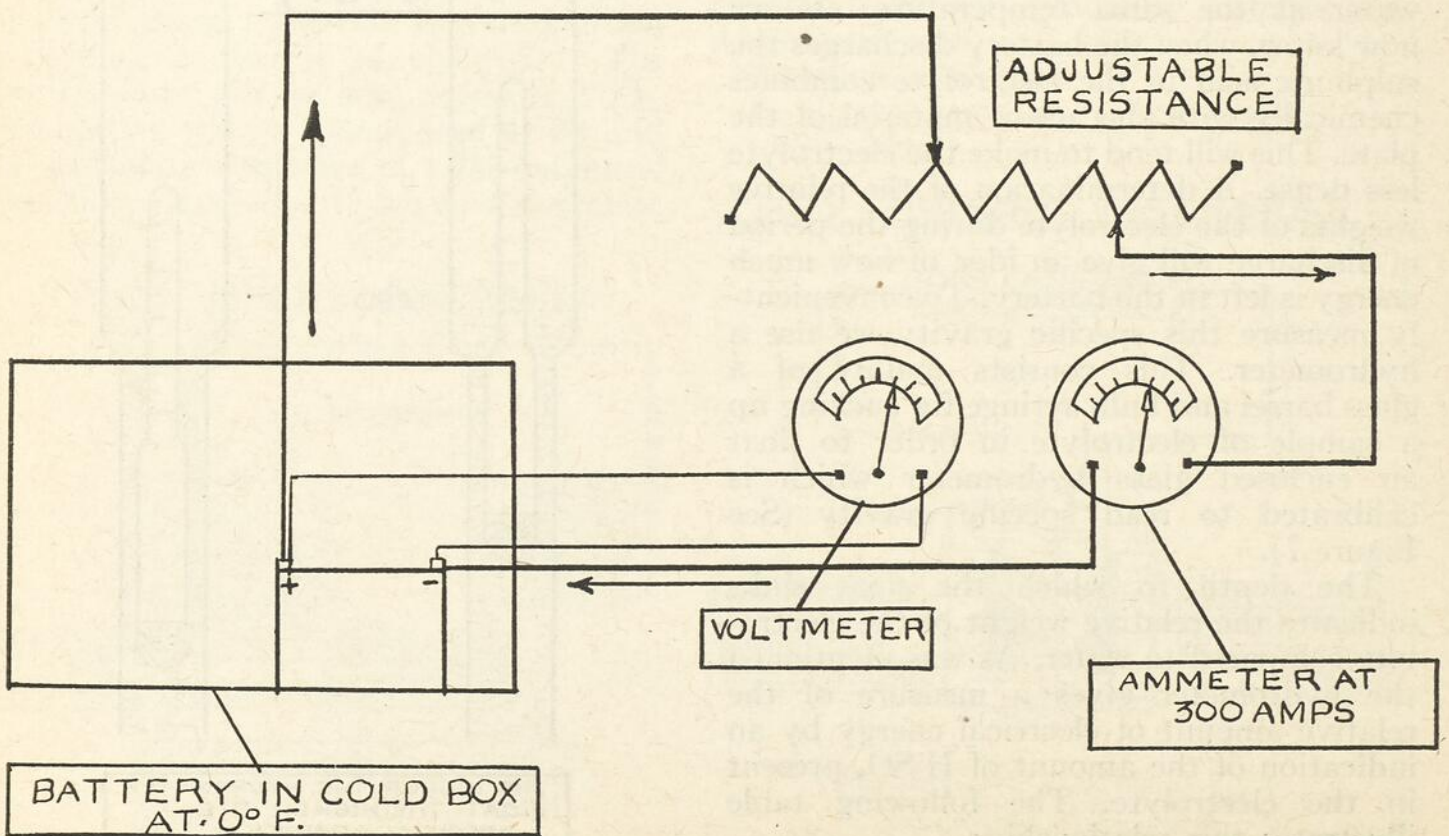 ADJUSTABLE
RESISTANCE
+
-
VOLTMETER
AMMETER AT
300 AMPS
BATTERY IN COLD BOX
AT. 0° F.